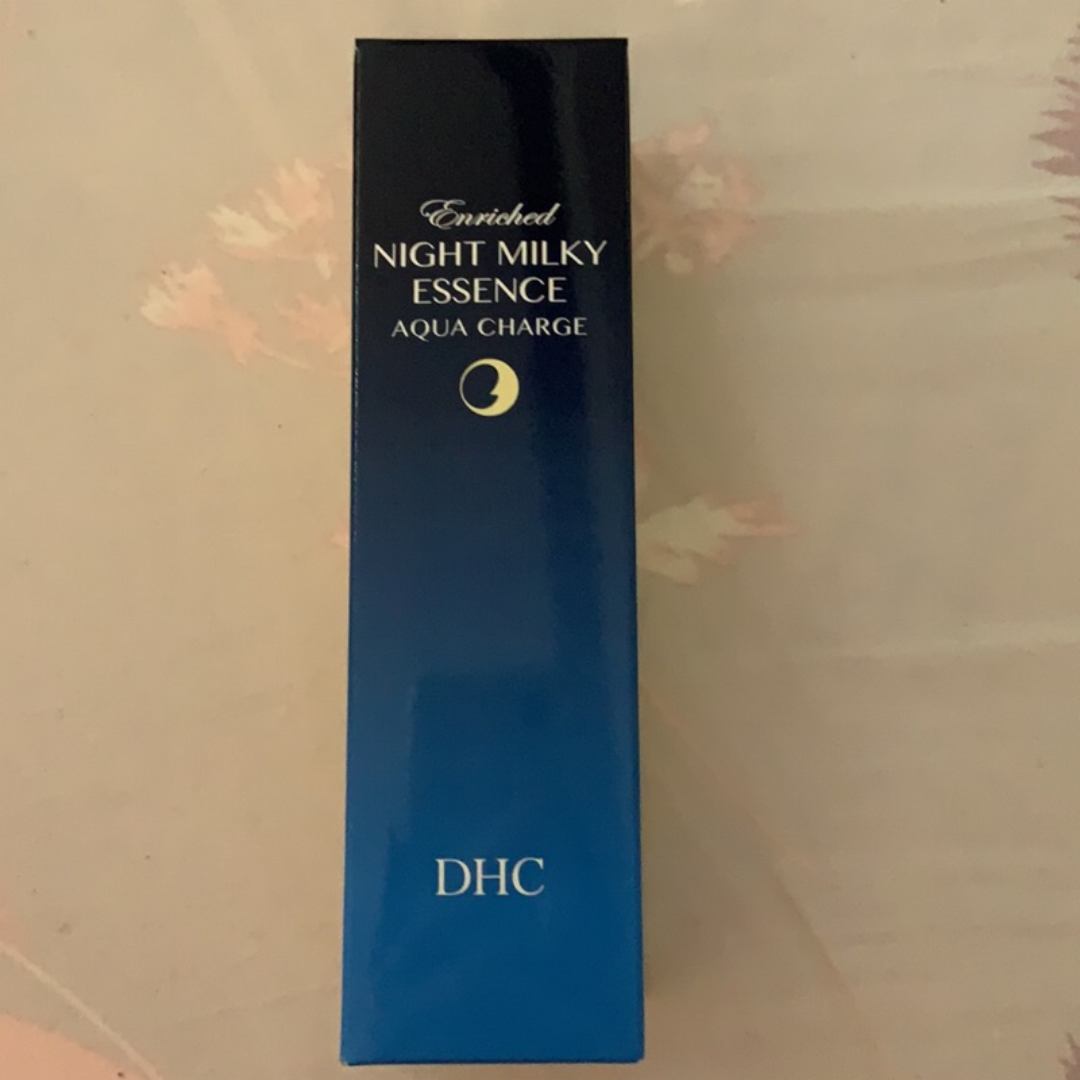 Enriched
NIGHT MILKY
ESSENCE
AQUA CHARGE
DHC